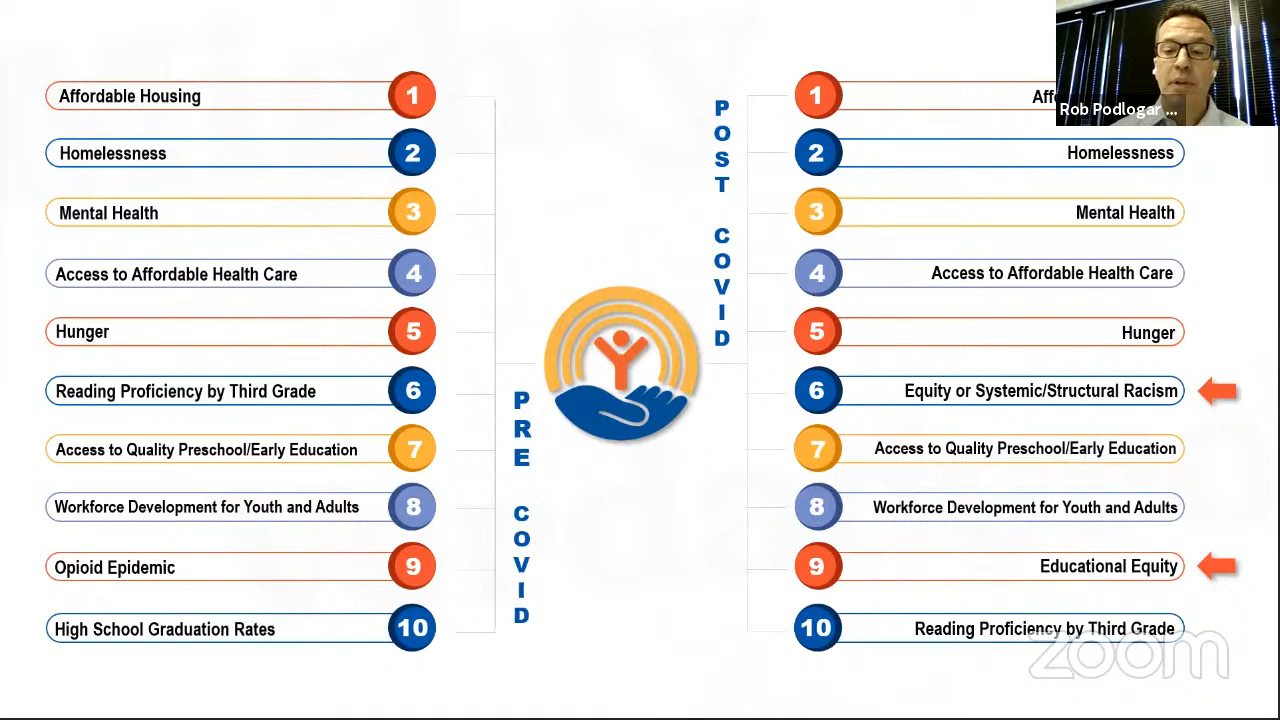 Affordable Housing 1
Homelessness 2
Mental Health 3
Access to Affordable Health Care 4
Hunger 5
Reading Proficiency by Third Grade 6
Access to Quality Preschool/Early Education 7
Workforce Development for Youth and Adults 8
Opioid Epidemic 9
High School Graduation Rates 10
PRE COVID
POST COVID
1
2 Homelessness
3 Mental Health
4 Access to Affordable Health Care
5 Hunger
6 Equity or Systemic/Structural Racism
7 Access to Quality Preschool/Early Education
8 Workforce Development for Youth and Adults
9 Educational Equity
10 Reading Proficiency by Third Grade
Rob Podlogar ...
zoom